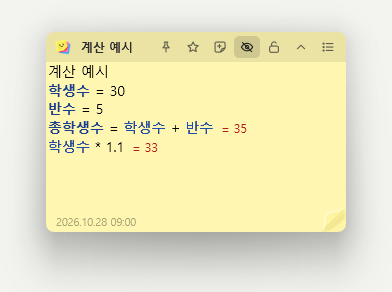 계산 예시
계산 예시
학생수 = 30
반수 = 5
총학생수 = 학생수 + 반수 = 35
학생수 * 1.1 = 33
2026.10.28 09:00